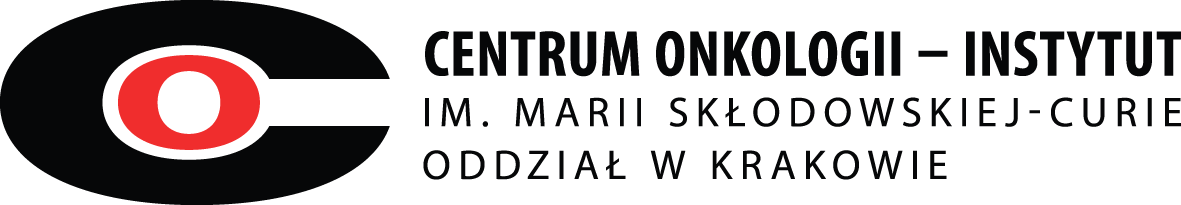 CENTRUM ONKOLOGII – INSTYTUT
IM. MARII SKŁODOWSKIEJ-CURIE
ODDZIAŁ W KRAKOWIE